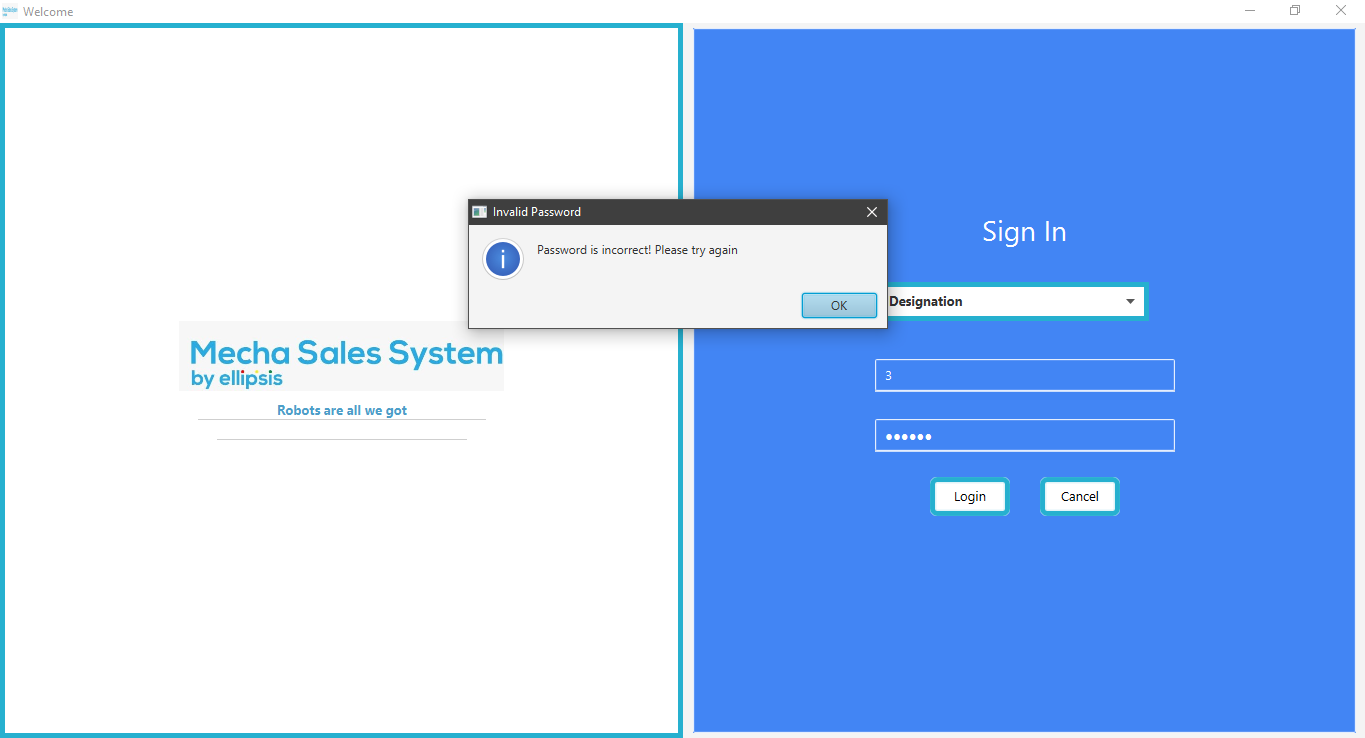 Welcome
Invalid Password
Password is incorrect! Please try again
OK
Mecha Sales System
by ellipsis
Robots are all we got
Sign In
Designation
3
••••••
Login
Cancel